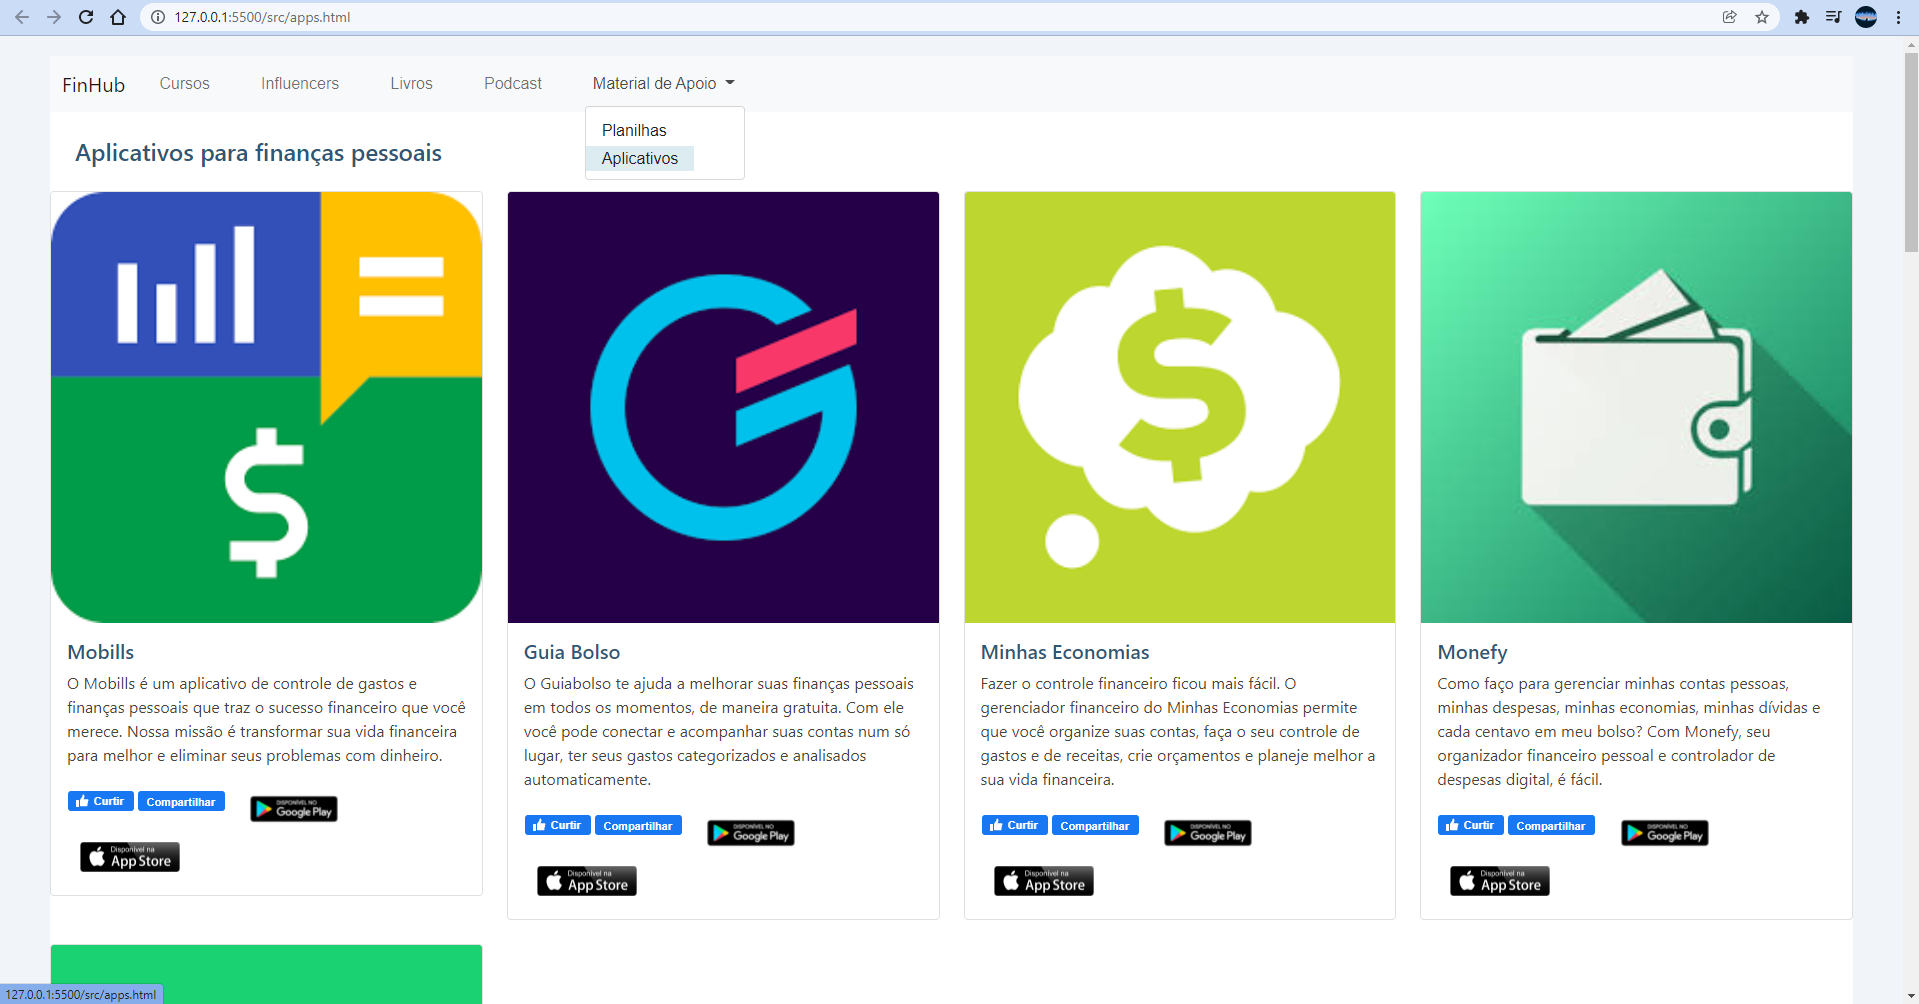 127.0.0.1:5500/src/apps.html
FinHub Cursos Influencers Livros Podcast Material de Apoio
Planilhas
Aplicativos
Aplicativos para finanças pessoais
Mobills
O Mobills é um aplicativo de controle de gastos e
finanças pessoais que traz o sucesso financeiro que você
merece. Nossa missão é transformar sua vida financeira
para melhor e eliminar seus problemas com dinheiro.
Curtir Compartilhar
DISPONÍVEL NO
Google Play
Disponível na
App Store
Guia Bolso
O Guiabolso te ajuda a melhorar suas finanças pessoais
em todos os momentos, de maneira gratuita. Com ele
você pode conectar e acompanhar suas contas num só
lugar, ter seus gastos categorizados e analisados
automaticamente.
Curtir Compartilhar
DISPONÍVEL NO
Google Play
Disponível na
App Store
Minhas Economias
Fazer o controle financeiro ficou mais fácil. O
gerenciador financeiro do Minhas Economias permite
que você organize suas contas, faça o seu controle de
gastos e de receitas, crie orçamentos e planeje melhor a
sua vida financeira.
Curtir Compartilhar
DISPONÍVEL NO
Google Play
Disponível na
App Store
Monefy
Como faço para gerenciar minhas contas pessoas,
minhas despesas, minhas economias, minhas dívidas e
cada centavo em meu bolso? Com Monefy, seu
organizador financeiro pessoal e controlador de
despesas digital, é fácil.
Curtir Compartilhar
DISPONÍVEL NO
Google Play
Disponível na
App Store
127.0.0.1:5500/src/apps.html